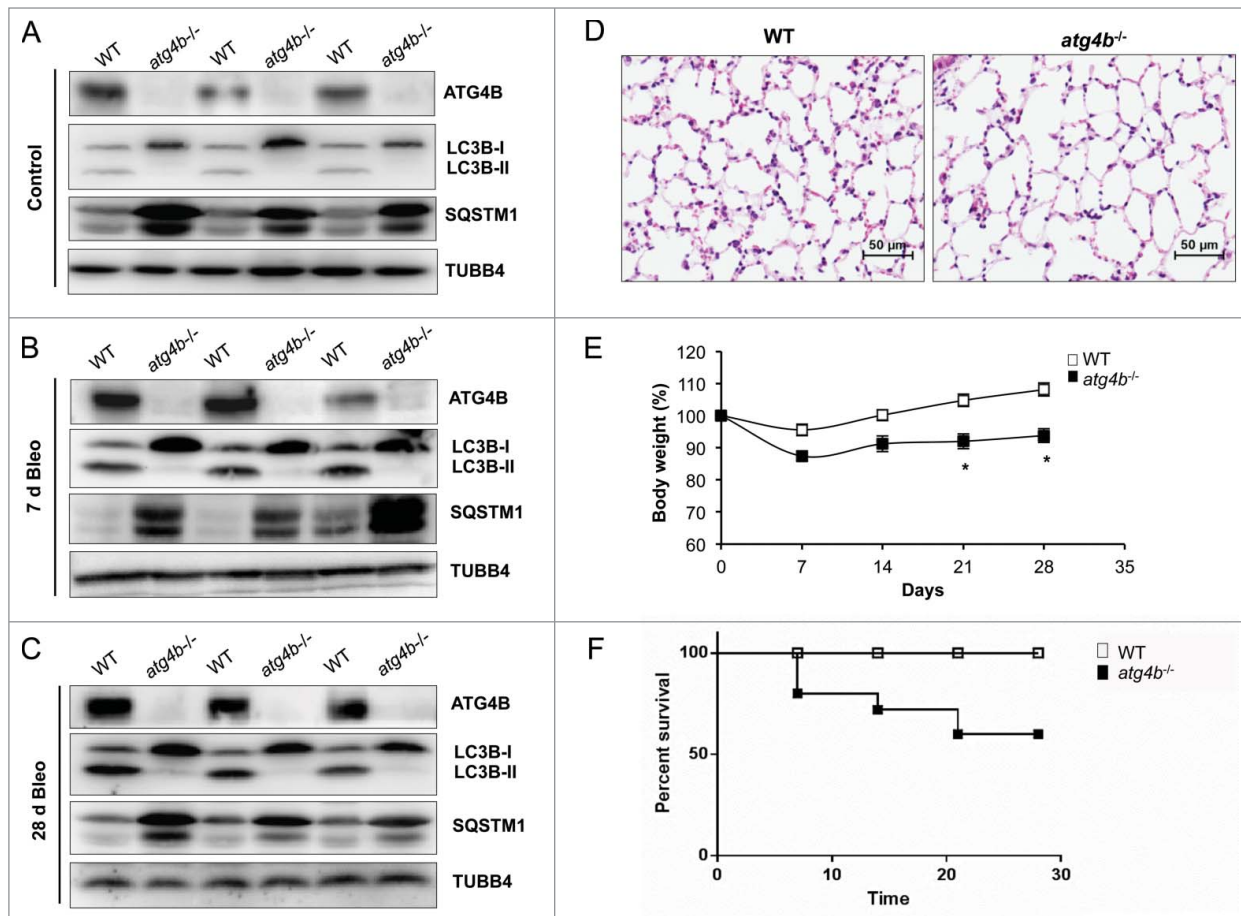 A
WT atg4b-/- WT atg4b-/- WT atg4b-/-
Control
ATG4B
LC3B-I
LC3B-II
SQSTM1
TUBB4
B
WT atg4b-/- WT atg4b-/- WT atg4b-/-
7 d Bleo
ATG4B
LC3B-I
LC3B-II
SQSTM1
TUBB4
C
WT atg4b-/- WT atg4b-/- WT atg4b-/-
28 d Bleo
ATG4B
LC3B-I
LC3B-II
SQSTM1
TUBB4
D
WT atg4b-/-
50 µm 50 µm
E
WT
atg4b-/-
Body weight (%)
120
110
100
90
80
70
60
* *
0 7 14 21 28 35
Days
F
WT
atg4b-/-
Percent survival
100
50
0
0 10 20 30
Time